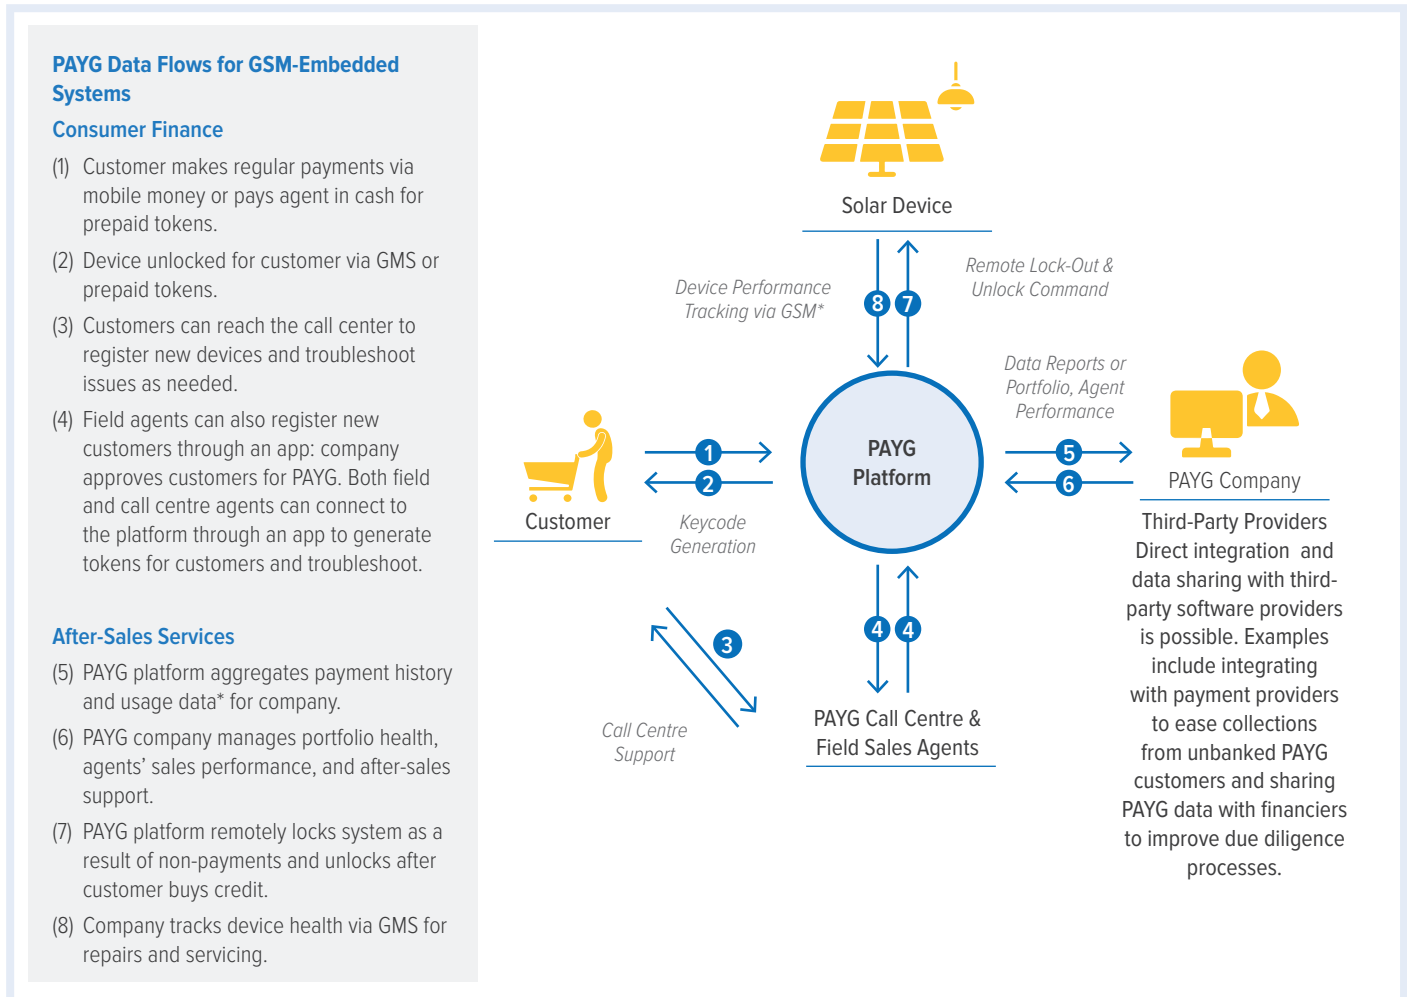 PAYG Data Flows for GSM-Embedded
Systems
Consumer Finance
(1) Customer makes regular payments via
mobile money or pays agent in cash for
prepaid tokens.
(2) Device unlocked for customer via GMS or
prepaid tokens.
(3) Customers can reach the call center to
register new devices and troubleshoot
issues as needed.
(4) Field agents can also register new
customers through an app: company
approves customers for PAYG. Both field
and call centre agents can connect to
the platform through an app to generate
tokens for customers and troubleshoot.
After-Sales Services
(5) PAYG platform aggregates payment history
and usage data* for company.
(6) PAYG company manages portfolio health,
agents’ sales performance, and after-sales
support.
(7) PAYG platform remotely locks system as a
result of non-payments and unlocks after
customer buys credit.
(8) Company tracks device health via GMS for
repairs and servicing.
Solar Device
Device Performance
Tracking via GSM*
8
7
Remote Lock-Out &
Unlock Command
Customer
1
2
Keycode
Generation
PAYG
Platform
Data Reports or
Portfolio, Agent
Performance
5
6
PAYG Company
Third-Party Providers
Direct integration and
data sharing with third-
party software providers
is possible. Examples
include integrating
with payment providers
to ease collections
from unbanked PAYG
customers and sharing
PAYG data with financiers
to improve due diligence
processes.
3
Call Centre
Support
4
4
PAYG Call Centre &
Field Sales Agents